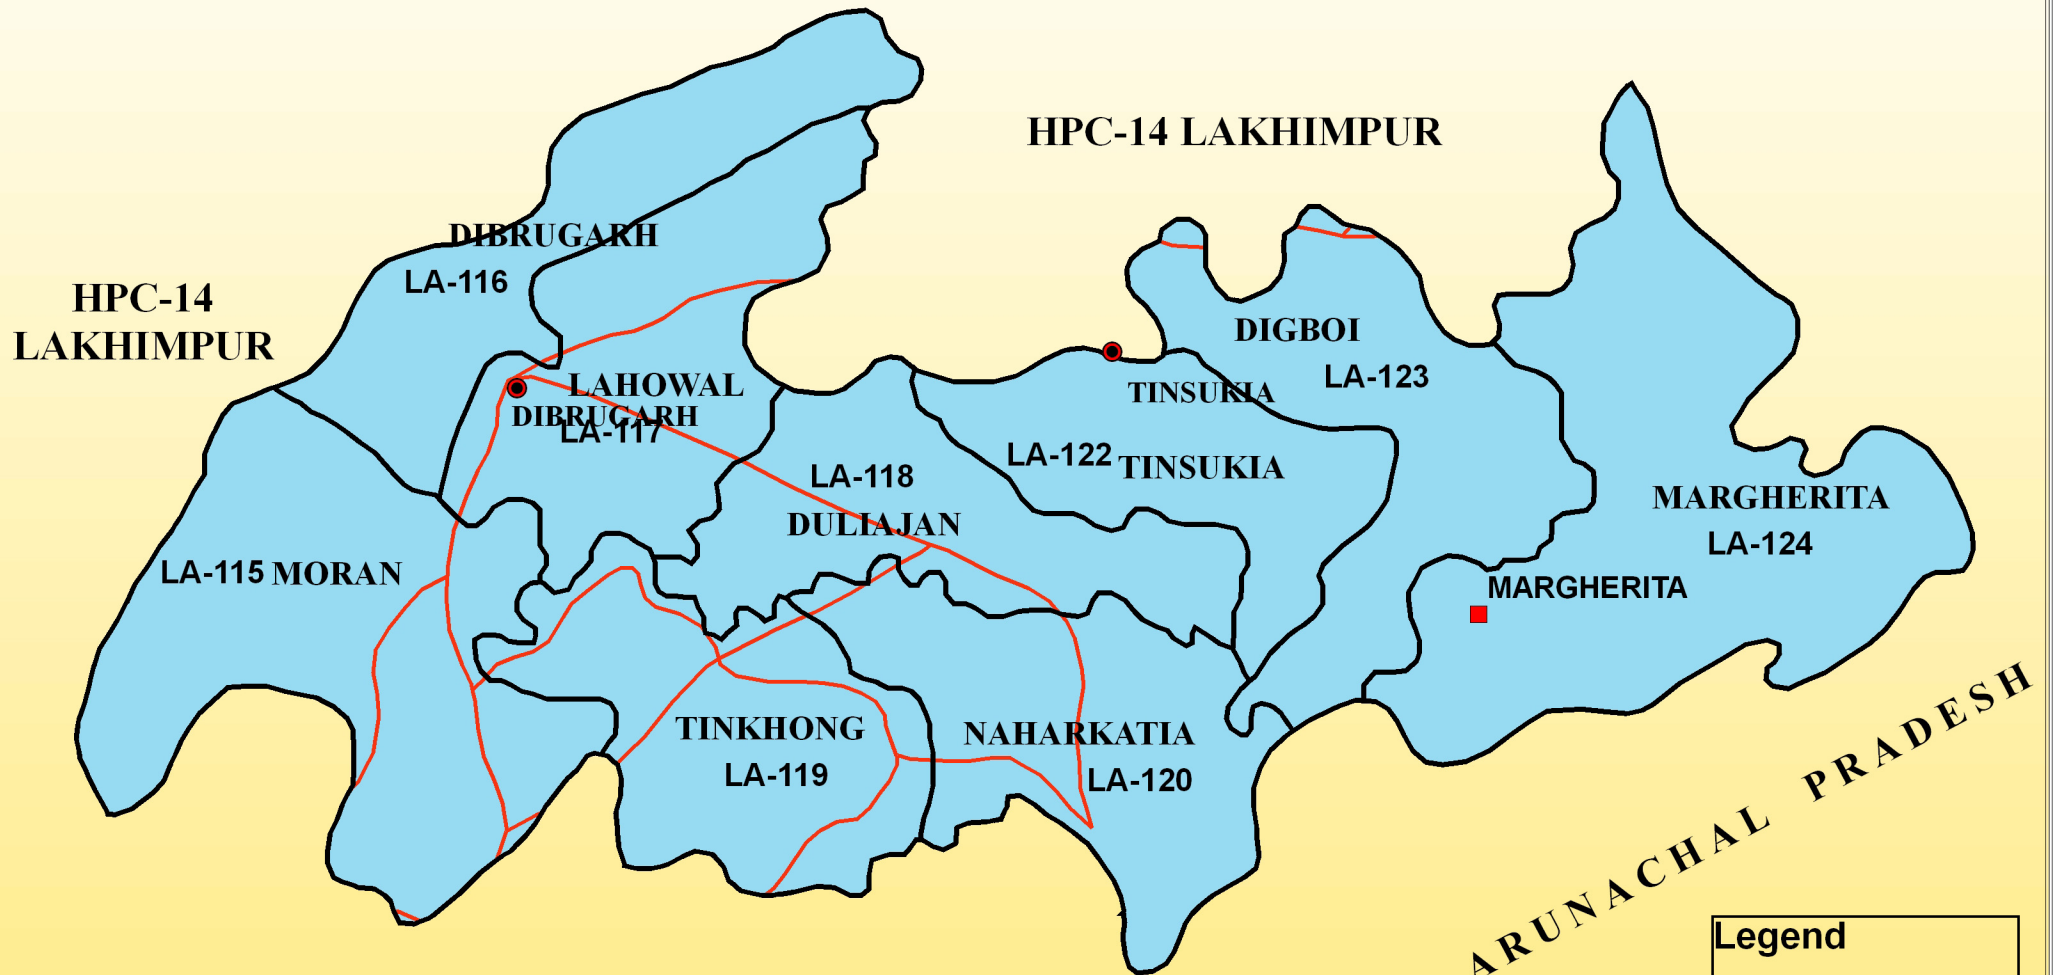 HPC-14 LAKHIMPUR
DIBRUGARH
LA-116
HPC-14
LAKHIMPUR
DIGBOI
LA-123
LAHOWAL
DIBRUGARH
LA-117
TINSUKIA
LA-122 TINSUKIA
LA-118
DULIAJAN
MARGHERITA
LA-124
LA-115 MORAN
MARGHERITA
TINKHONG
LA-119
NAHARKATIA
LA-120
ARUNACHAL PRADESH
Legend